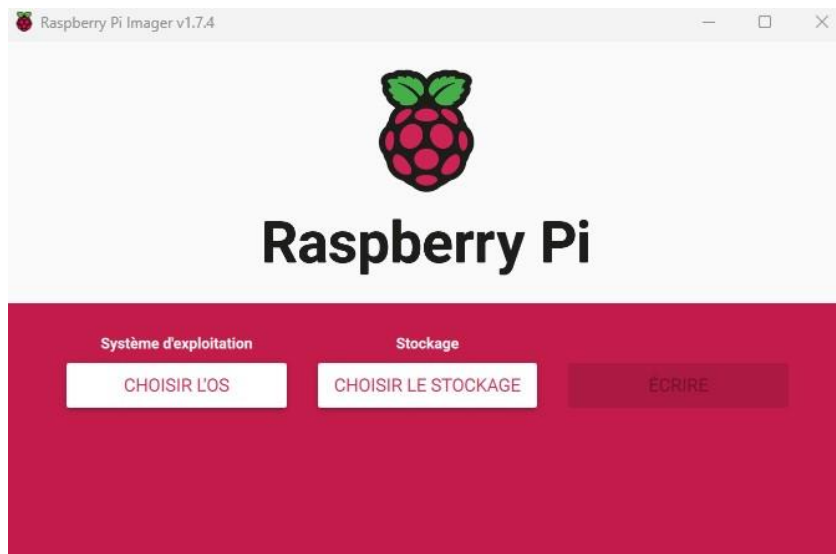 Raspberry Pi Imager v1.7.4
Raspberry Pi
Système d'exploitation
Stockage
CHOISIR L'OS
CHOISIR LE STOCKAGE
ÉCRIRE